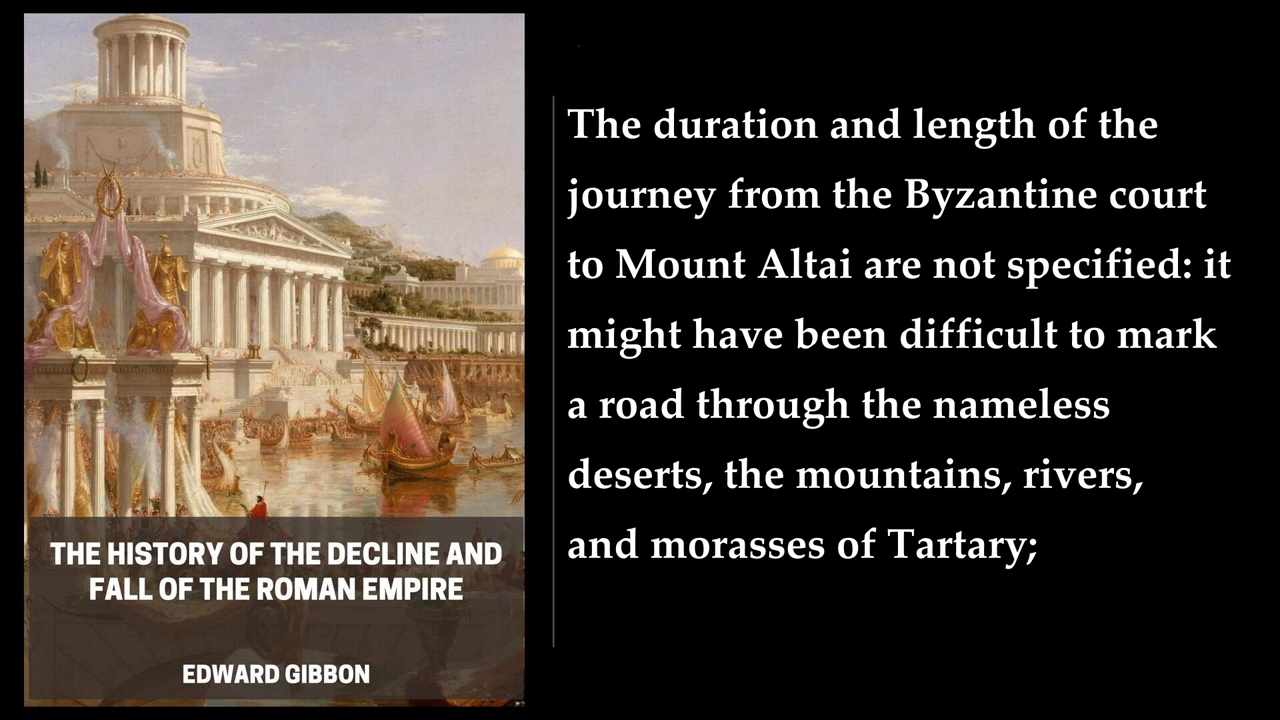 THE HISTORY OF THE DECLINE AND
FALL OF THE ROMAN EMPIRE
EDWARD GIBBON
The duration and length of the
journey from the Byzantine court
to Mount Altai are not specified: it
might have been difficult to mark
a road through the nameless
deserts, the mountains, rivers,
and morasses of Tartary;